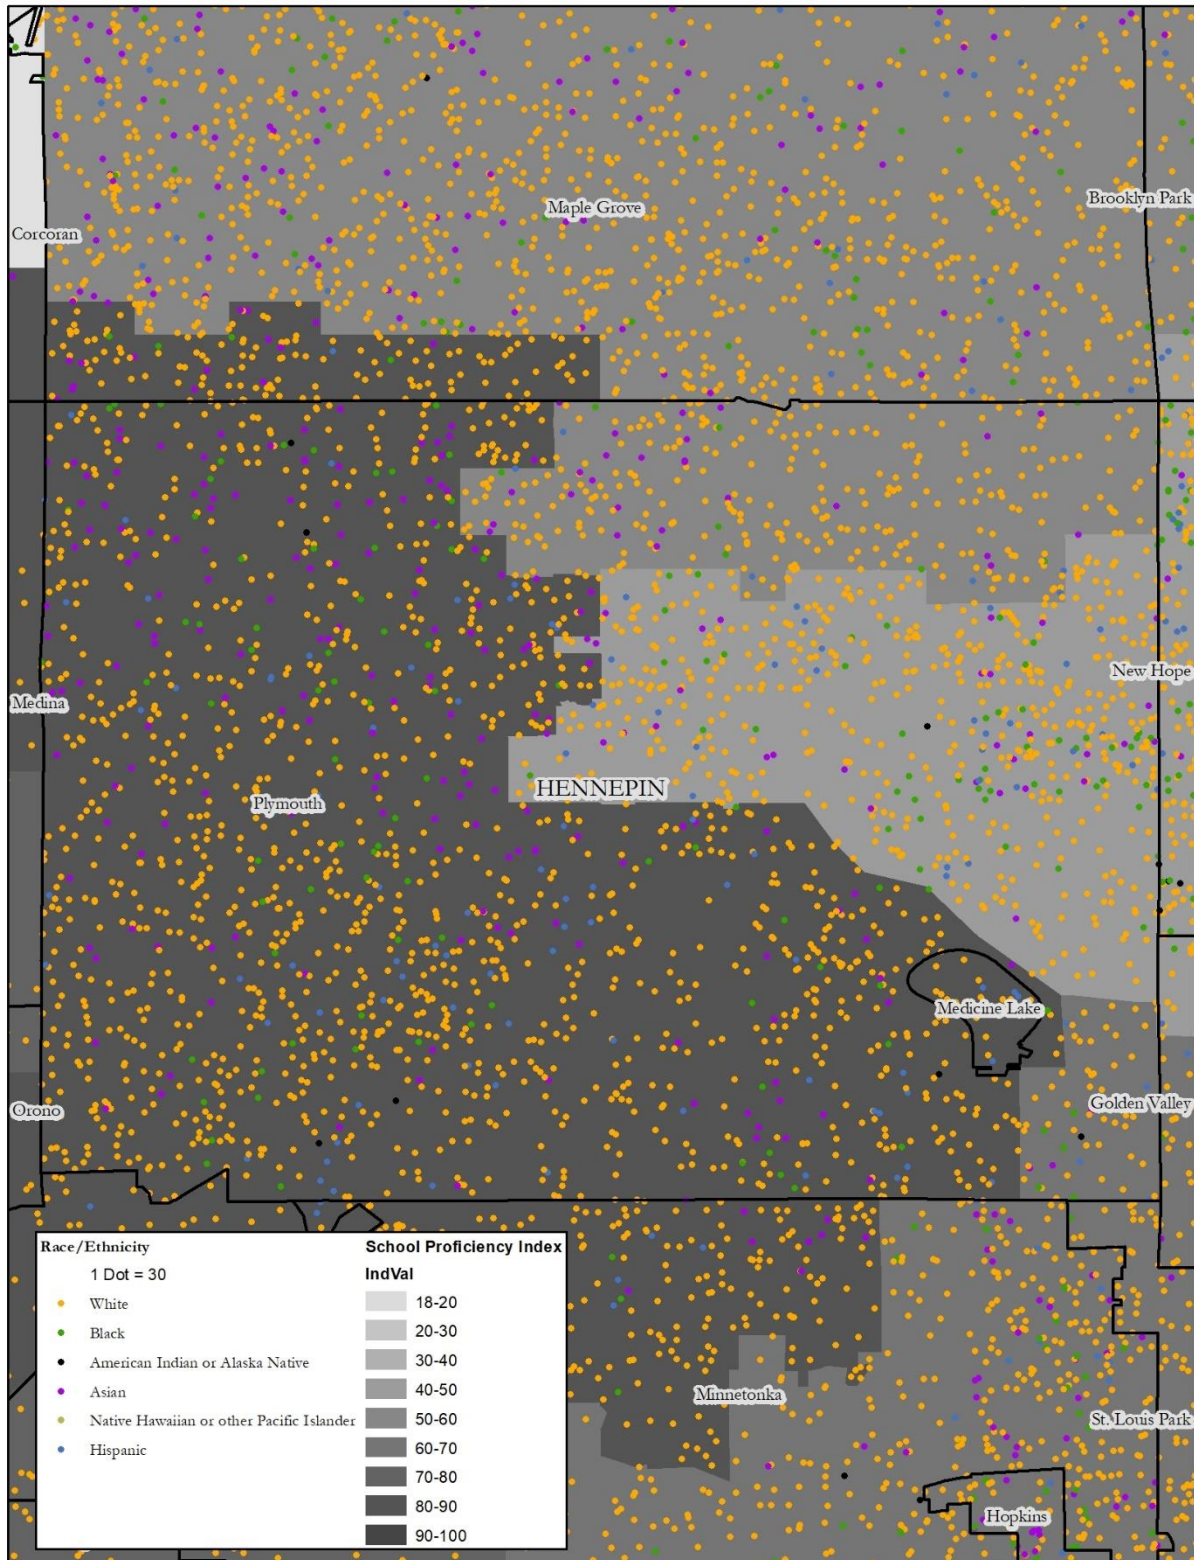 Maple Grove
Brooklyn Park
Corcoran
New Hope
Medina
HENNEPIN
Plymouth
Medicine Lake
Orono
Golden Valley
Minnetonka
St. Louis Park
Hopkins
Race/Ethnicity
1 Dot = 30
White
Black
American Indian or Alaska Native
Asian
Native Hawaiian or other Pacific Islander
Hispanic
School Proficiency Index
IndVal
18-20
20-30
30-40
40-50
50-60
60-70
70-80
80-90
90-100